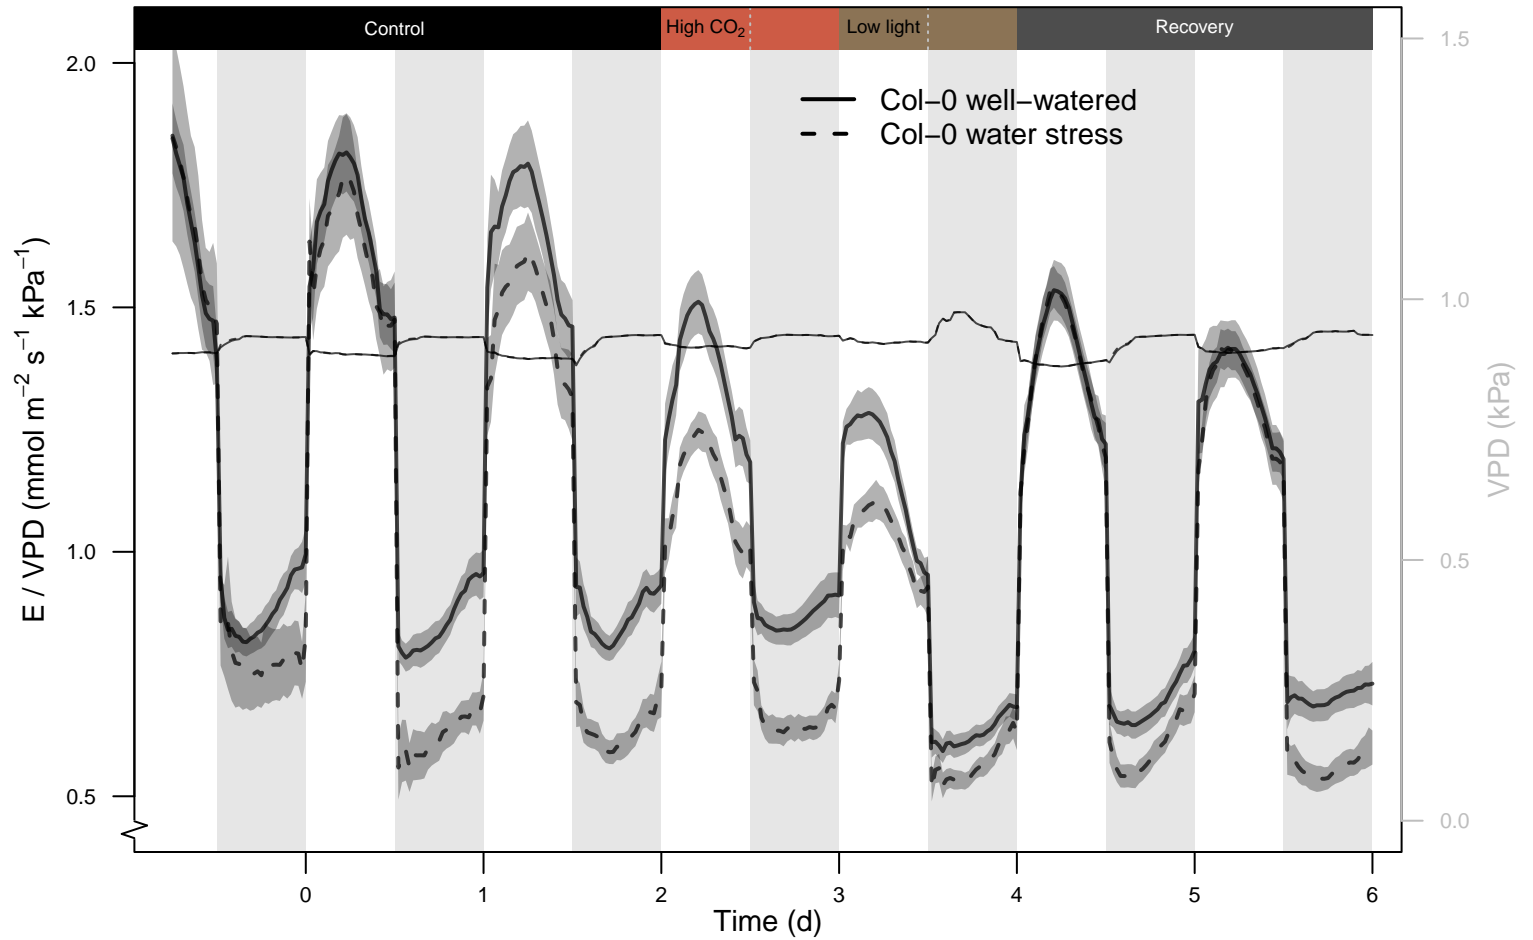 Control High CO₂ Low light Recovery
2.0
1.5
1.0
0.5
E / VPD (mmol m⁻² s⁻¹ kPa⁻¹)
Col−0 well−watered
Col−0 water stress
1.5
1.0
0.5
0.0
VPD (kPa)
0 1 2 3 4 5 6
Time (d)